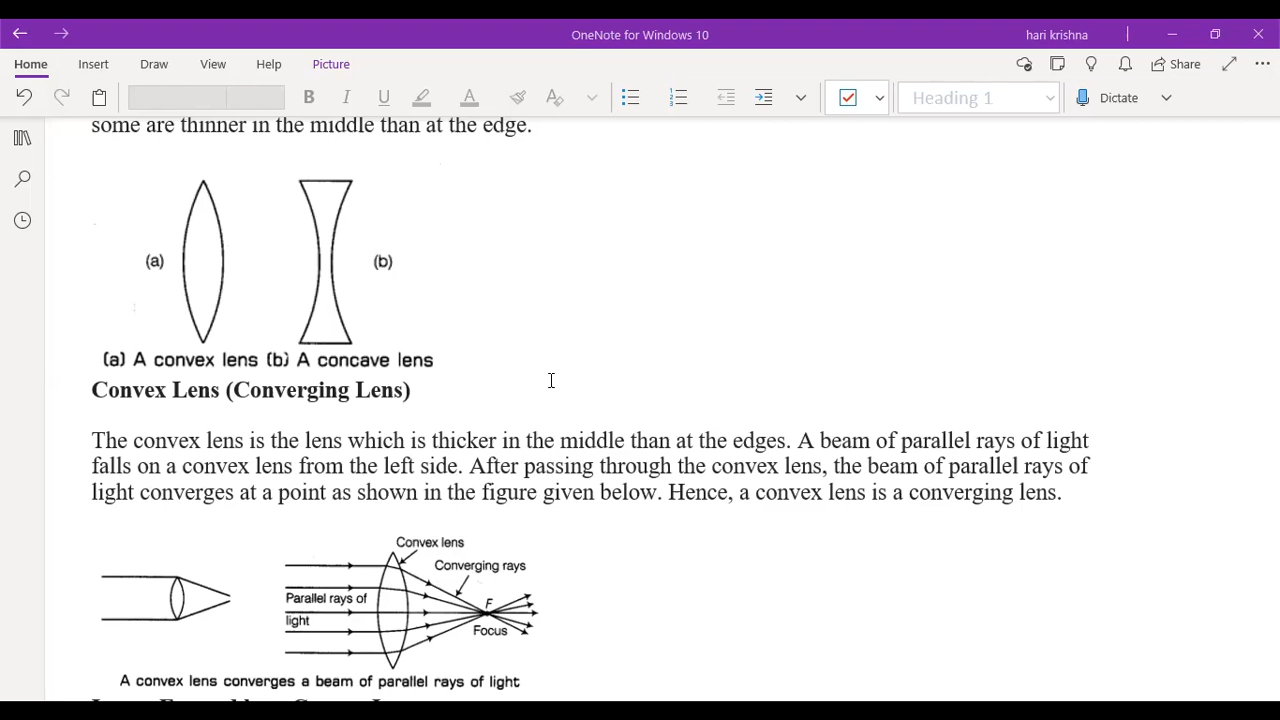 OneNote for Windows 10
hari krishna
Home Insert Draw View Help Picture
Share
B I U A
Heading 1
Dictate
some are thinner in the middle than at the edge.
(a)
(b)
(a) A convex lens (b) A concave lens
Convex Lens (Converging Lens)
The convex lens is the lens which is thicker in the middle than at the edges. A beam of parallel rays of light
falls on a convex lens from the left side. After passing through the convex lens, the beam of parallel rays of
light converges at a point as shown in the figure given below. Hence, a convex lens is a converging lens.
Convex lens
Converging rays
Parallel rays of
light
F
Focus
A convex lens converges a beam of parallel rays of light